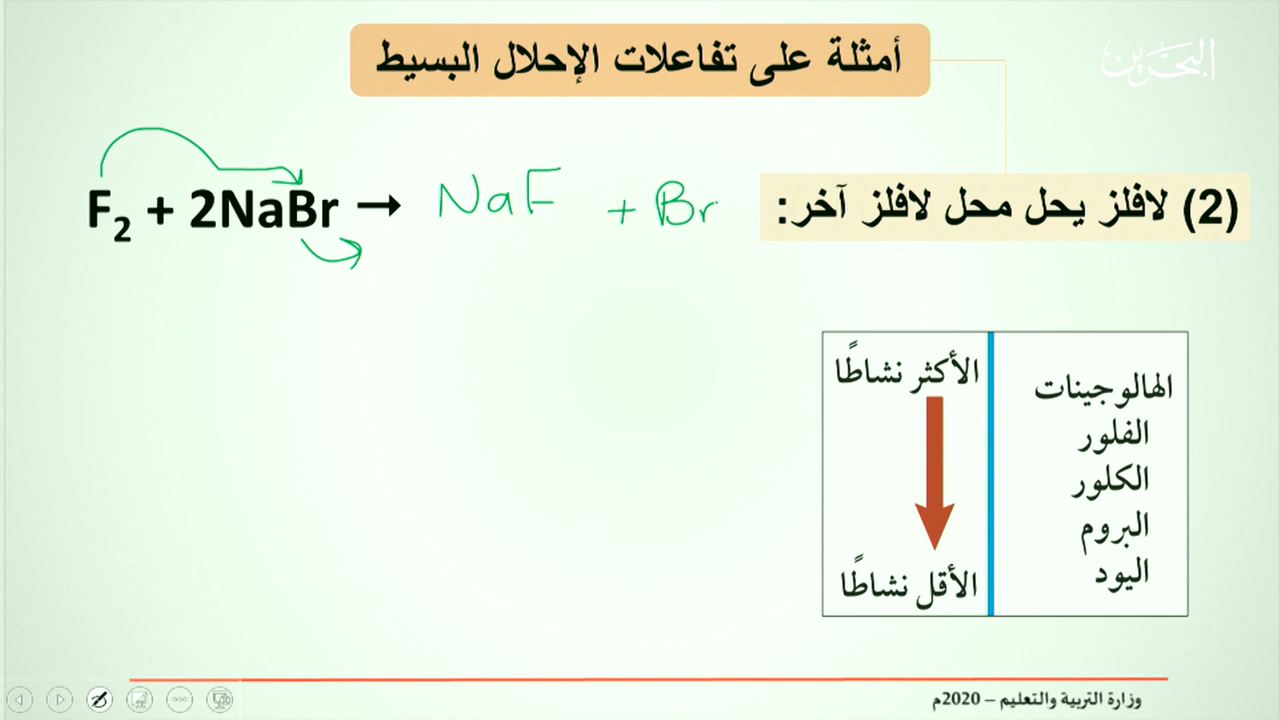 أمثلة على تفاعلات الإحلال البسيط
البحرين
(2) لافلز يحل محل لافلز آخر:
F₂ + 2NaBr → NaF + Br
الهالوجينات
الفلور
الكلور
البروم
اليود
الأكثر نشاطًا
الأقل نشاطًا
وزارة التربية والتعليم – 2020م